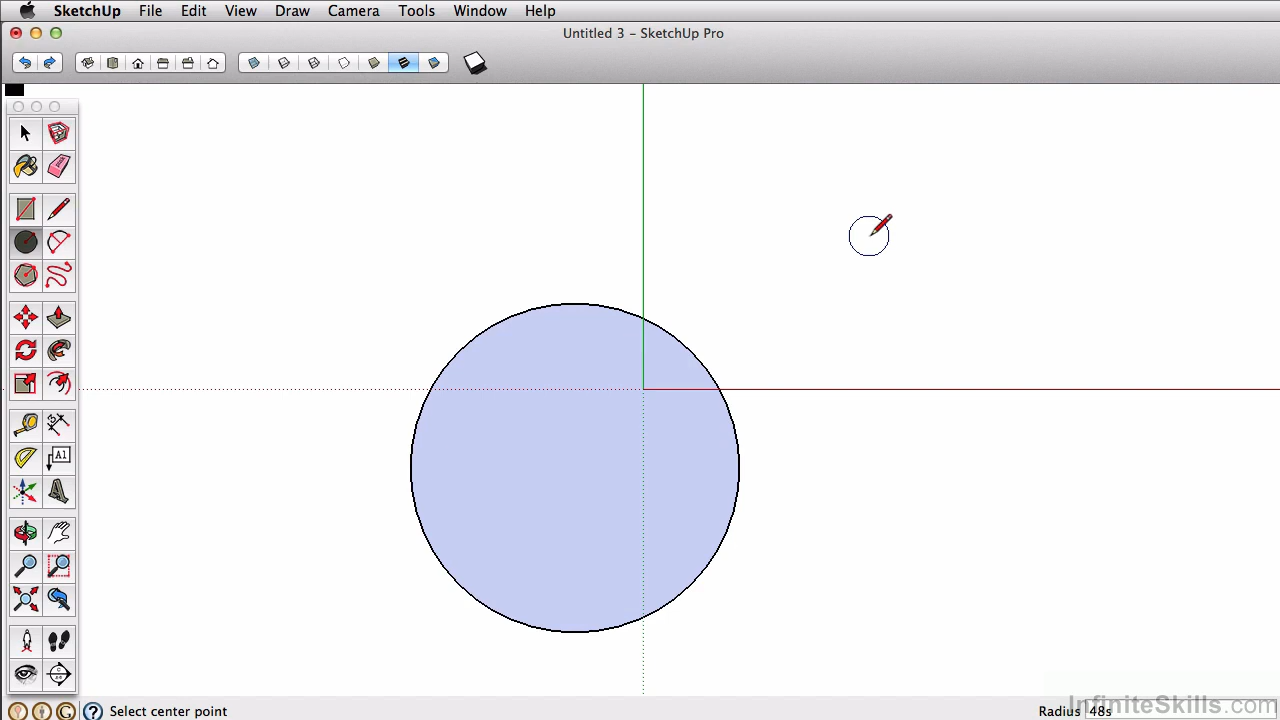 SketchUp File Edit View Draw Camera Tools Window Help
Untitled 3 - SketchUp Pro
A1
Select center point
Radius 48s
InfiniteSkills.com